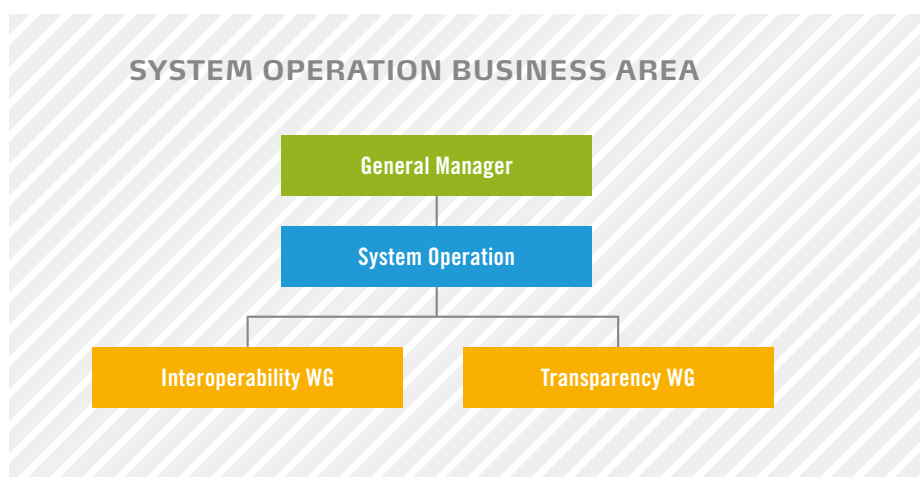 SYSTEM OPERATION BUSINESS AREA
General Manager
System Operation
Interoperability WG
Transparency WG